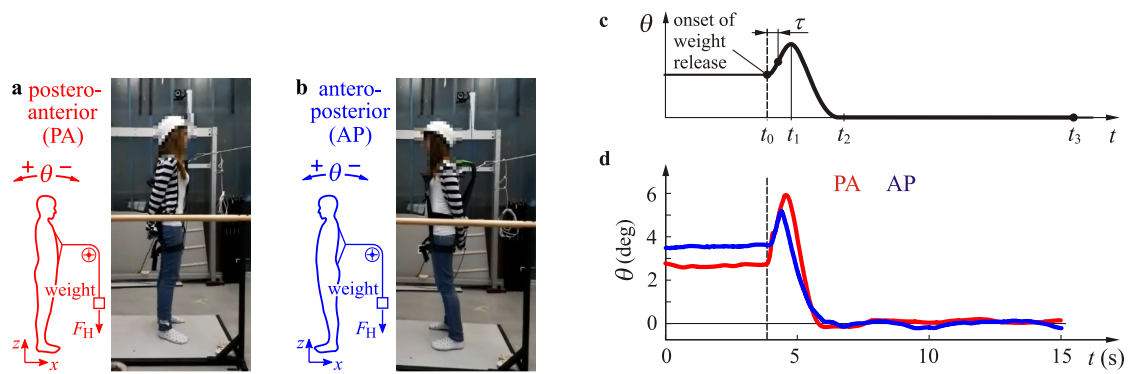 a postero-
anterior
(PA)
+ θ −
weight
F_H
z
x
b antero-
posterior
(AP)
+ θ −
weight
F_H
z
x
c
θ
onset of
weight
release
τ
t₀ t₁ t₂ t₃ t
d
PA AP
θ (deg)
6
4
2
0
0 5 10 15 t (s)